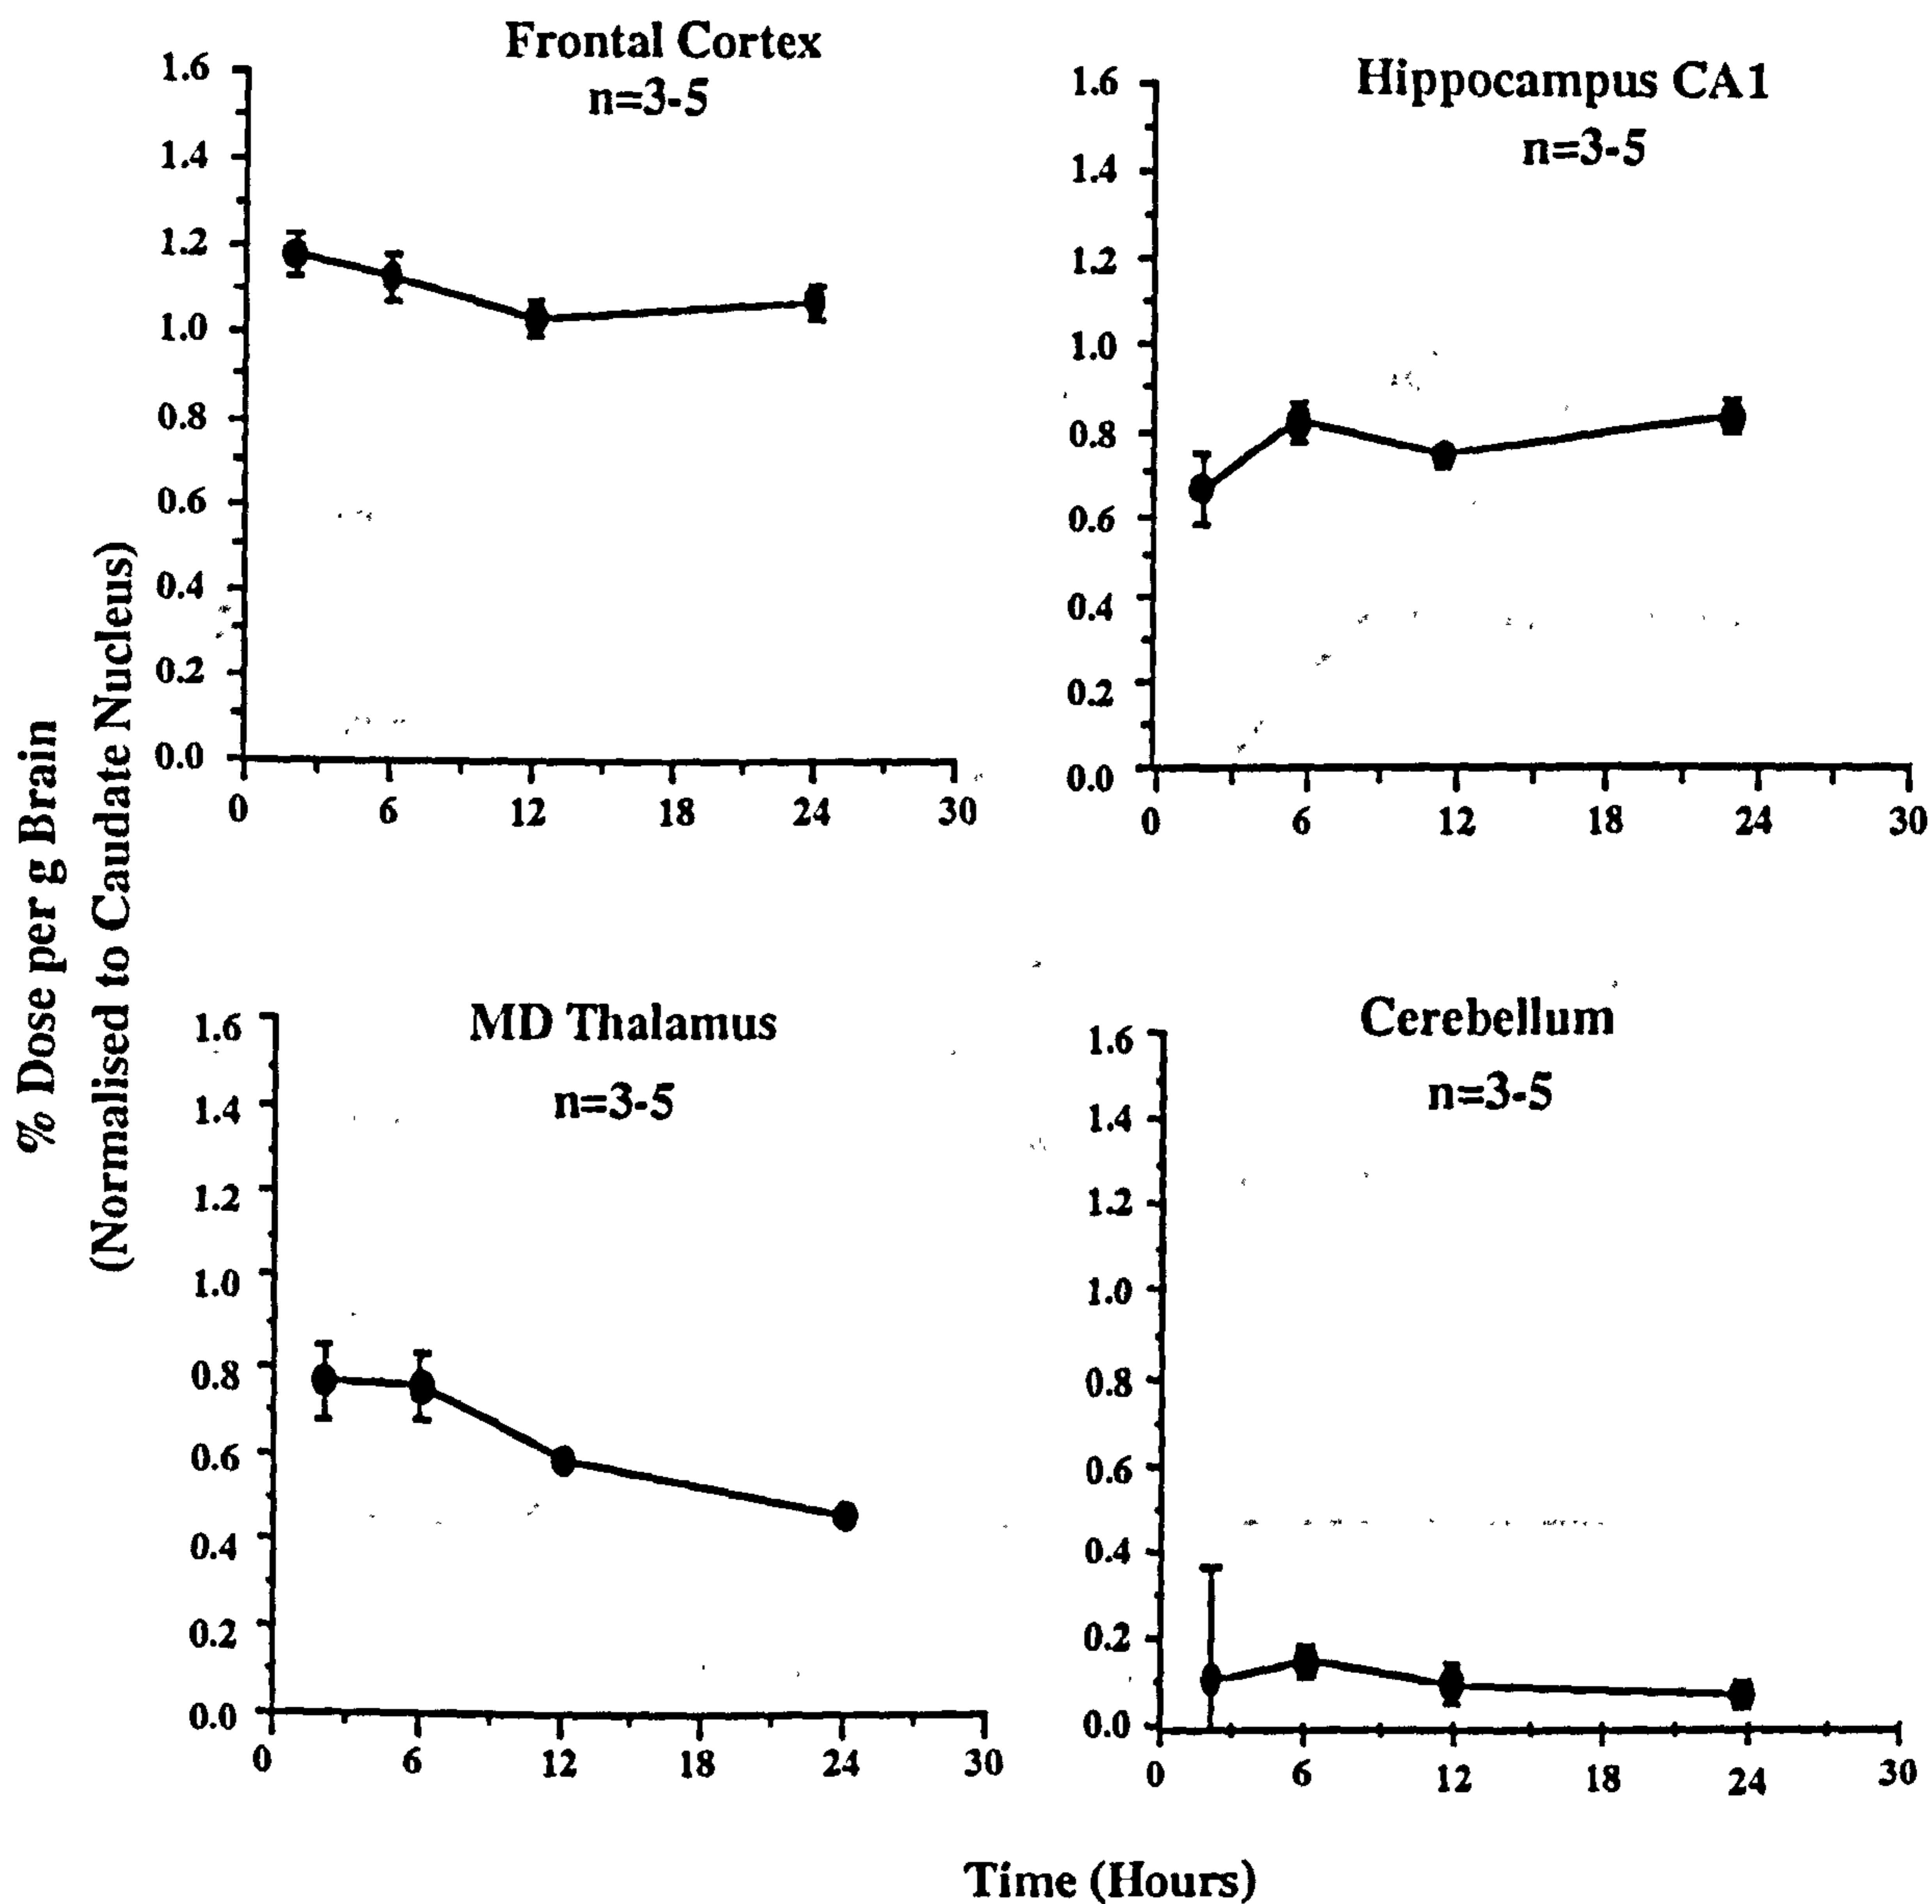 % Dose per g Brain
(Normalised to Caudate Nucleus)
Frontal Cortex
n=3-5
1.6
1.4
1.2
1.0
0.8
0.6
0.4
0.2
0.0
0 6 12 18 24 30
Hippocampus CA1
n=3-5
1.6
1.4
1.2
1.0
0.8
0.6
0.4
0.2
0.0
0 6 12 18 24 30
MD Thalamus
n=3-5
1.6
1.4
1.2
1.0
0.8
0.6
0.4
0.2
0.0
0 6 12 18 24 30
Cerebellum
n=3-5
1.6
1.4
1.2
1.0
0.8
0.6
0.4
0.2
0.0
0 6 12 18 24 30
Time (Hours)